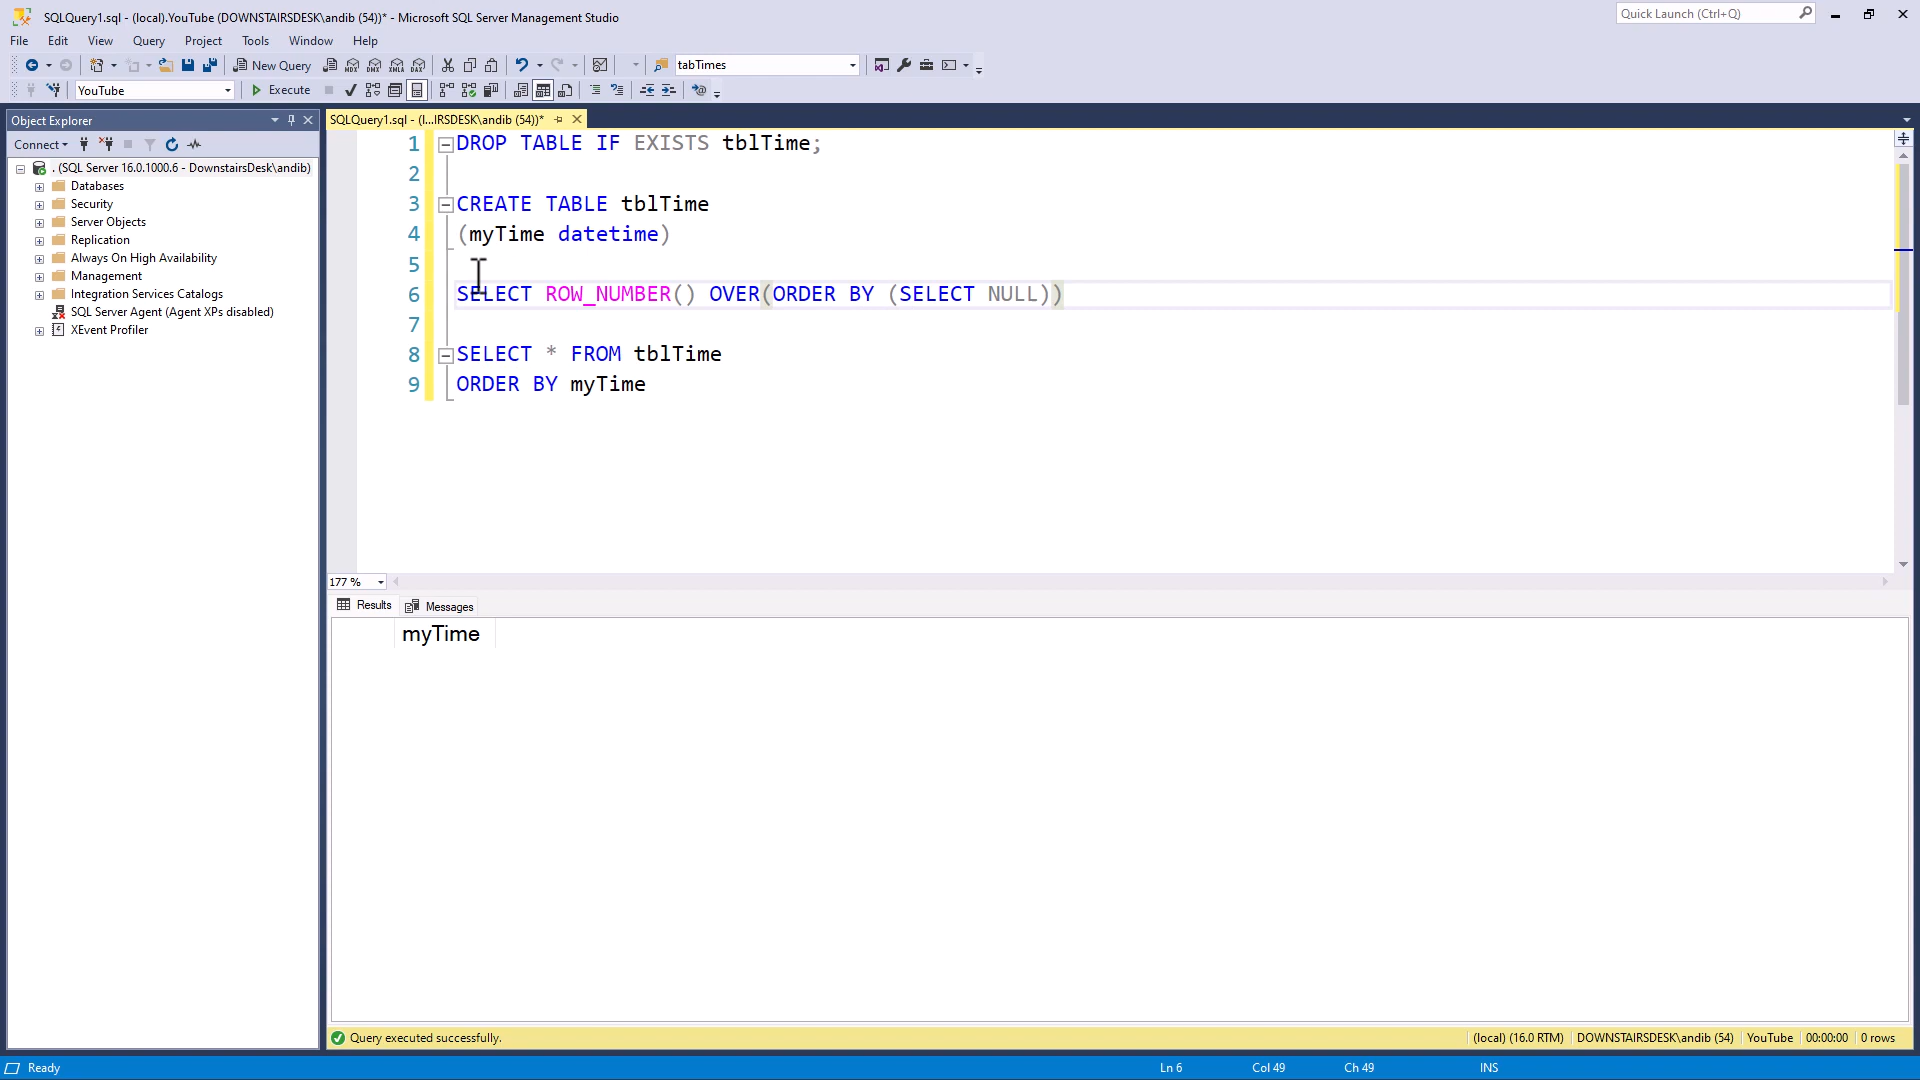 SQLQuery1.sql - (local).YouTube (DOWNSTAIRSDESK\andib (54))* - Microsoft SQL Server Management Studio
Quick Launch (Ctrl+Q)
File Edit View Query Project Tools Window Help
New Query
MDX DMX XMLA DAX
tabTimes
YouTube
Execute
Object Explorer
SQLQuery1.sql - (l...IRSDESK\andib (54))*
Connect
. (SQL Server 16.0.1000.6 - DownstairsDesk\andib)
Databases
Security
Server Objects
Replication
Always On High Availability
Management
Integration Services Catalogs
SQL Server Agent (Agent XPs disabled)
XEvent Profiler
1 DROP TABLE IF EXISTS tblTime;
2
3 CREATE TABLE tblTime
4 (myTime datetime)
5
6 SELECT ROW_NUMBER() OVER(ORDER BY (SELECT NULL))
7
8 SELECT * FROM tblTime
9 ORDER BY myTime
177 %
Results Messages
myTime
Query executed successfully.
(local) (16.0 RTM) DOWNSTAIRSDESK\andib (54) YouTube 00:00:00 0 rows
Ready
Ln 6 Col 49 Ch 49 INS